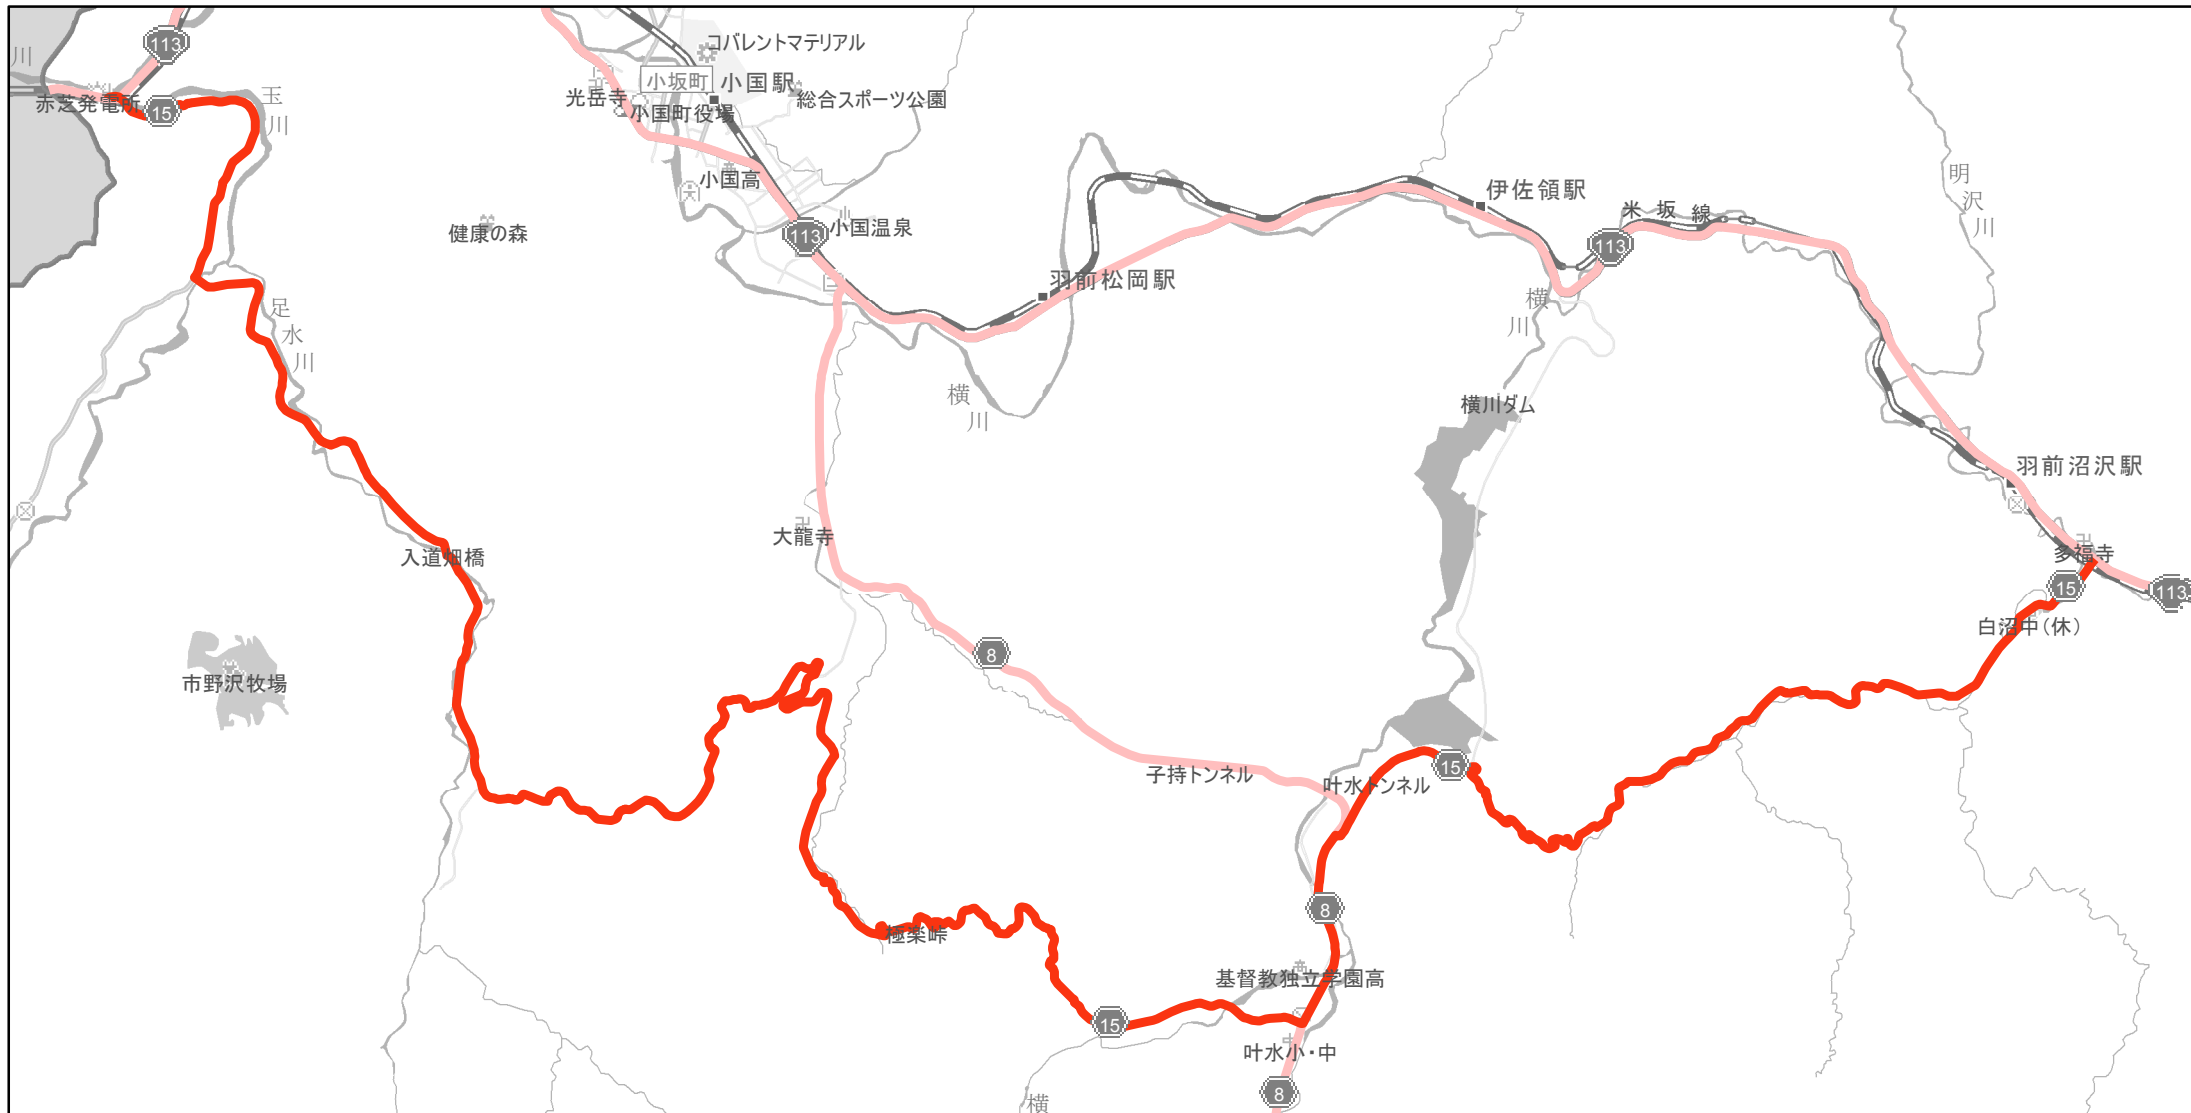 川
113
赤芝発電所
15
玉川
コバレントマテリアル
小坂町
小国駅
光岳寺
小国町役場
総合スポーツ公園
小国高
健康の森
113
小国温泉
羽前松岡駅
伊佐領駅
米坂線
113
明沢川
足水川
横川
横川
横川ダム
羽前沼沢駅
大龍寺
入道畑橋
多福寺
15
113
白沼中(休)
8
市野沢牧場
子持トンネル
叶水トンネル
15
8
極楽峠
基督教独立学園高
15
叶水小・中
8
横